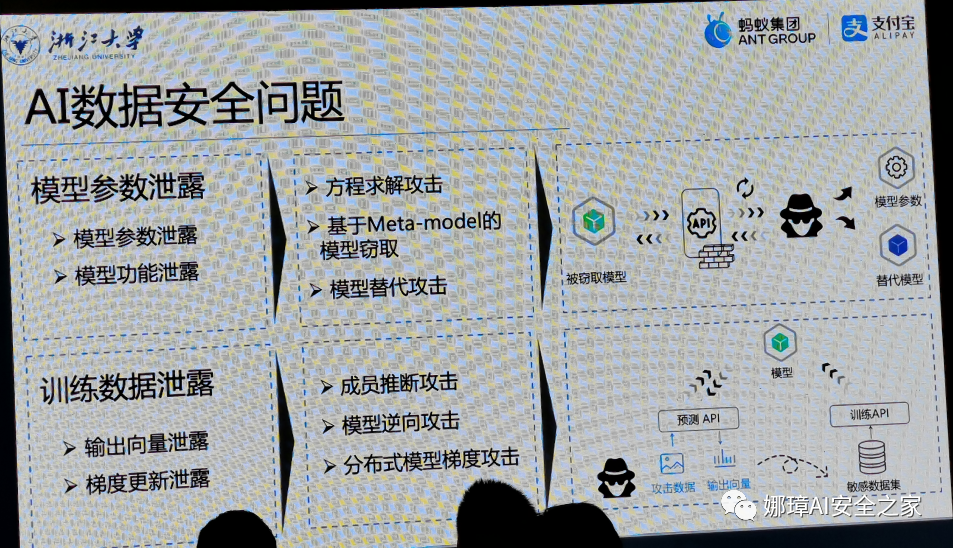 浙江大学
ZHEJIANG UNIVERSITY
蚂蚁集团
ANT GROUP
支付宝
ALIPAY
AI数据安全问题
模型参数泄露
模型参数泄露
模型功能泄露
方程求解攻击
基于Meta-model的
模型窃取
模型替代攻击
API
被窃取模型
模型参数
替代模型
训练数据泄露
输出向量泄露
梯度更新泄露
成员推断攻击
模型逆向攻击
分布式模型梯度攻击
模型
预测 API
训练API
攻击数据
输出向量
敏感数据集
娜璋AI安全之家